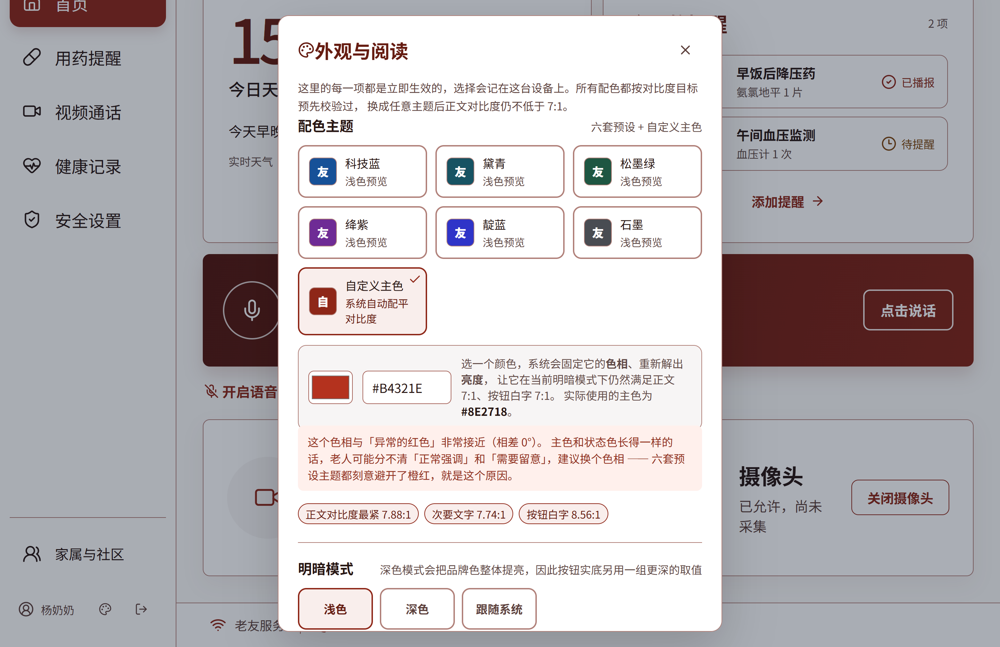 首页
用药提醒
视频通话
健康记录
安全设置
家属与社区
杨奶奶
15
今日天
今天早晚
实时天气
开启语音
老友服务
2 项
早饭后降压药
氨氯地平 1 片
已播报
午间血压监测
血压计 1 次
待提醒
添加提醒
点击说话
摄像头
已允许，尚未
采集
关闭摄像头
外观与阅读
这里的每一项都是立即生效的，选择会记在这台设备上。所有配色都按对比度目标
预先校验过， 换成任意主题后正文对比度仍不低于 7:1。
配色主题
六套预设 + 自定义主色
友
科技蓝
浅色预览
友
黛青
浅色预览
友
松墨绿
浅色预览
友
绛紫
浅色预览
友
靛蓝
浅色预览
友
石墨
浅色预览
自
自定义主色
系统自动配平
对比度
#B4321E
选一个颜色，系统会固定它的色相、重新解出
亮度， 让它在当前明暗模式下仍然满足正文
7:1、按钮白字 7:1。 实际使用的主色为
#8E2718。
这个色相与「异常的红色」非常接近（相差 0°）。 主色和状态色长得一样的
话，老人可能分不清「正常强调」和「需要留意」，建议换个色相 —— 六套预
设主题都刻意避开了橙红，就是这个原因。
正文对比度最紧 7.88:1
次要文字 7.74:1
按钮白字 8.56:1
明暗模式
深色模式会把品牌色整体提亮，因此按钮实底另用一组更深的取值
浅色
深色
跟随系统